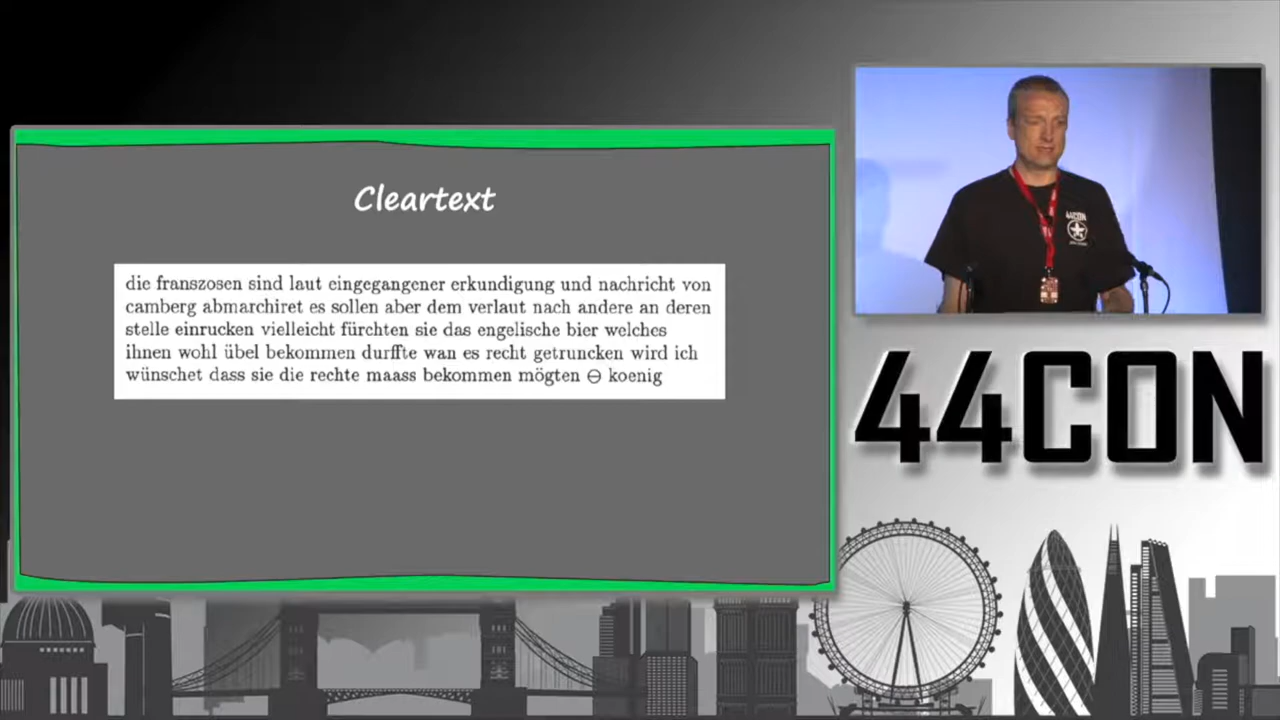 Cleartext
die franszosen sind laut eingegangener erkundigung und nachricht von
camberg abmarchiret es sollen aber dem verlaut nach andere an deren
stelle einrucken vielleicht fürchten sie das engelische bier welches
ihnen wohl übel bekommen durffte wan es recht getruncken wird ich
wünschet dass sie die rechte maass bekommen mögten ⊖ koenig
44CON
44CON